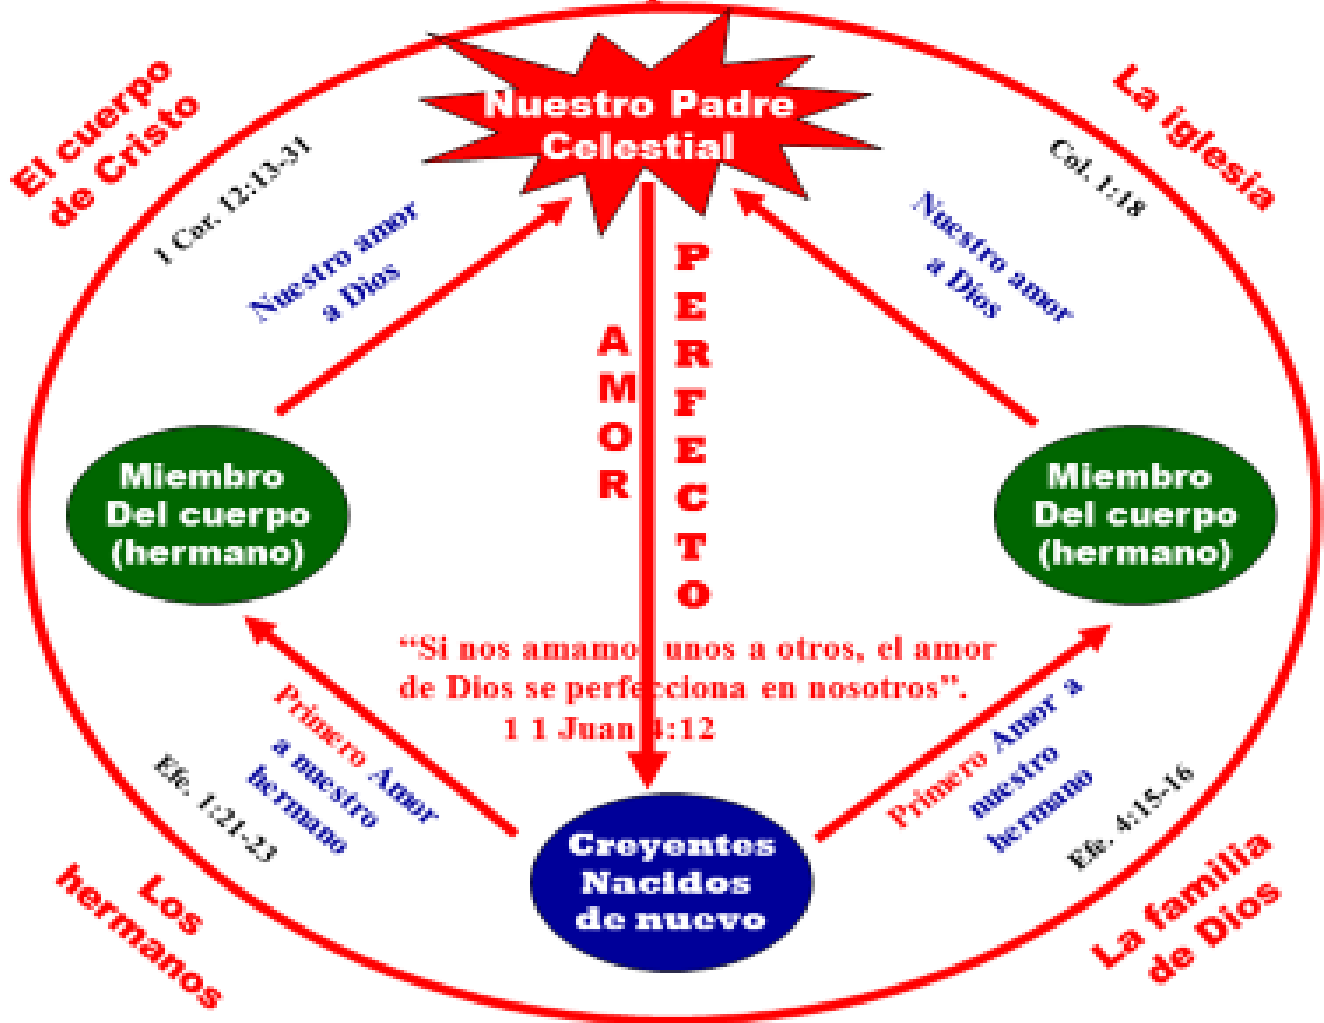 El cuerpo
de Cristo
La iglesia
1 Cor. 12:13-31
Col. 1:18
Nuestro Padre
Celestial
Nuestro amor
a Dios
Nuestro amor
a Dios
AMOR
PERFECTO
Miembro
Del cuerpo
(hermano)
Miembro
Del cuerpo
(hermano)
“Si nos amamo unos a otros, el amor
de Dios se perfecciona en nosotros”.
1 1 Juan 4:12
Primero Amor
a nuestro
hermano
Primero Amor a
nuestro
hermano
Efe. 1:21-23
Efe. 4:15-16
Creyentes
Nacidos
de nuevo
Los
hermanos
La familia
de Dios